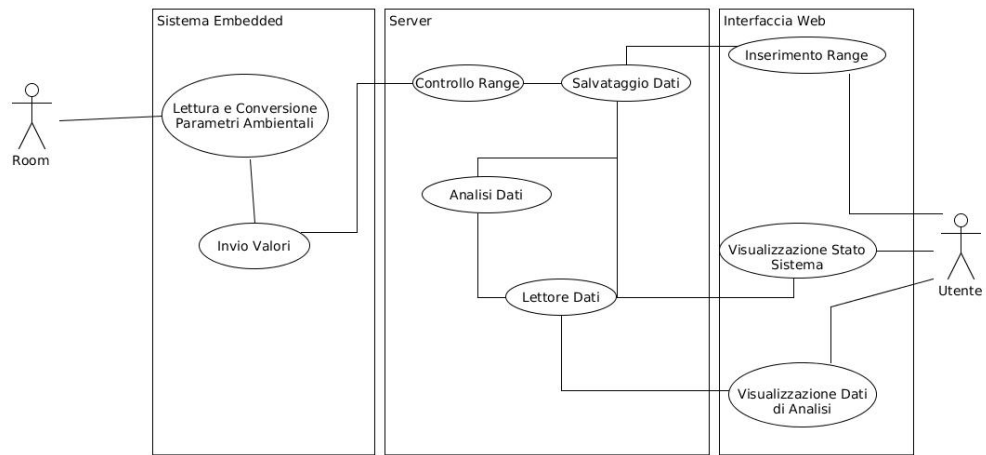 Sistema Embedded
Server
Interfaccia Web
Inserimento Range
Controllo Range
Salvataggio Dati
Lettura e Conversione
Parametri Ambientali
Room
Analisi Dati
Invio Valori
Visualizzazione Stato
Sistema
Utente
Lettore Dati
Visualizzazione Dati
di Analisi